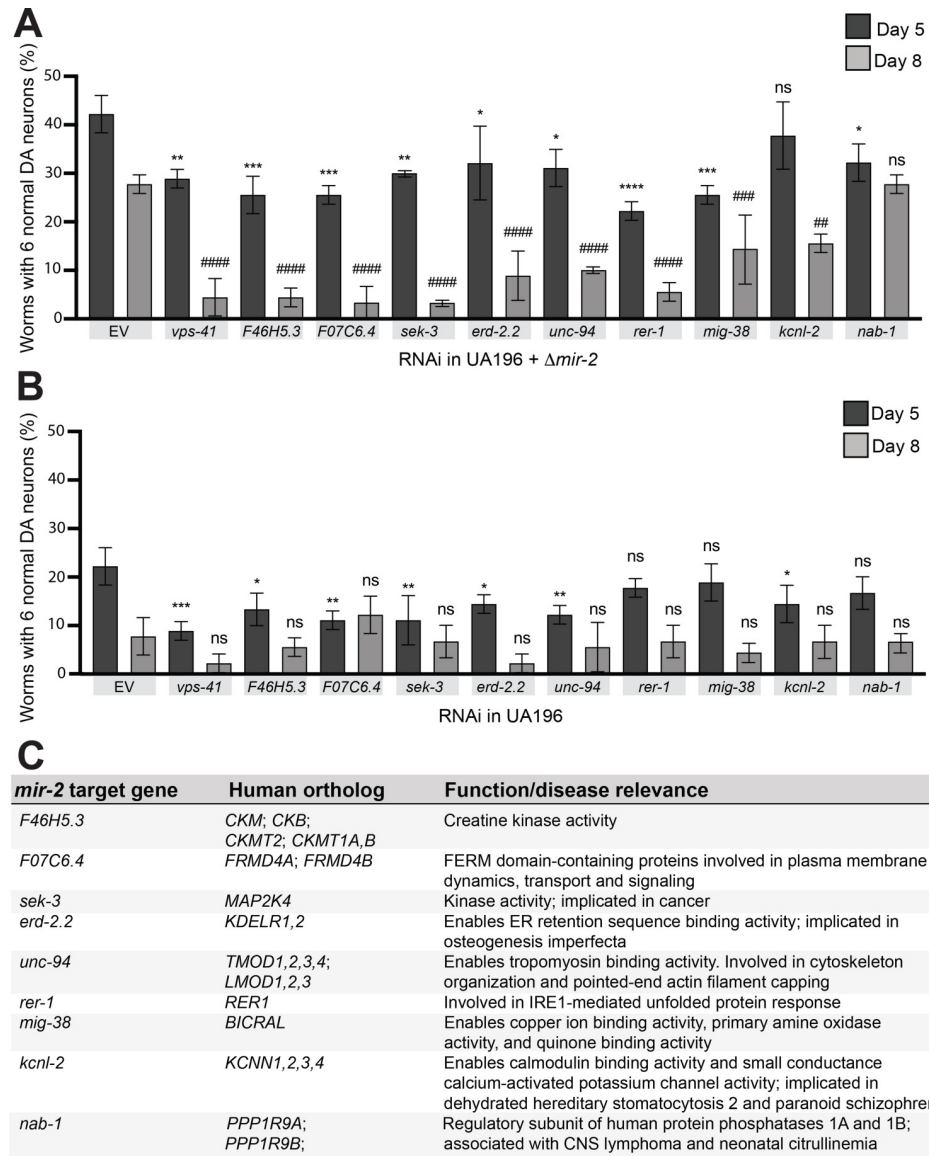 A
Day 5
Day 8
Worms with 6 normal DA neurons (%)
50
40
30
20
10
0
** *** *** ** * * **** *** ns *
#### #### #### #### #### #### #### ### ## ns
EV vps-41 F46H5.3 F07C6.4 sek-3 erd-2.2 unc-94 rer-1 mig-38 kcnl-2 nab-1
RNAi in UA196 + Δmir-2
B
Day 5
Day 8
Worms with 6 normal DA neurons (%)
50
40
30
20
10
0
*** ns * ns ** ns ** ns * ns ** ns ns ns ns ns * ns ns ns
EV vps-41 F46H5.3 F07C6.4 sek-3 erd-2.2 unc-94 rer-1 mig-38 kcnl-2 nab-1
RNAi in UA196
C
mir-2 target gene Human ortholog Function/disease relevance
F46H5.3 CKM; CKB; Creatine kinase activity
CKMT2; CKMT1A,B
F07C6.4 FRMD4A; FRMD4B FERM domain-containing proteins involved in plasma membrane
dynamics, transport and signaling
sek-3 MAP2K4 Kinase activity; implicated in cancer
erd-2.2 KDELR1,2 Enables ER retention sequence binding activity; implicated in
osteogenesis imperfecta
unc-94 TMOD1,2,3,4; Enables tropomyosin binding activity. Involved in cytoskeleton
LMOD1,2,3 organization and pointed-end actin filament capping
rer-1 RER1 Involved in IRE1-mediated unfolded protein response
mig-38 BICRAL Enables copper ion binding activity, primary amine oxidase
activity, and quinone binding activity
kcnl-2 KCNN1,2,3,4 Enables calmodulin binding activity and small conductance
calcium-activated potassium channel activity; implicated in
dehydrated hereditary stomatocytosis 2 and paranoid schizophren
nab-1 PPP1R9A; Regulatory subunit of human protein phosphatases 1A and 1B;
PPP1R9B; associated with CNS lymphoma and neonatal citrullinemia